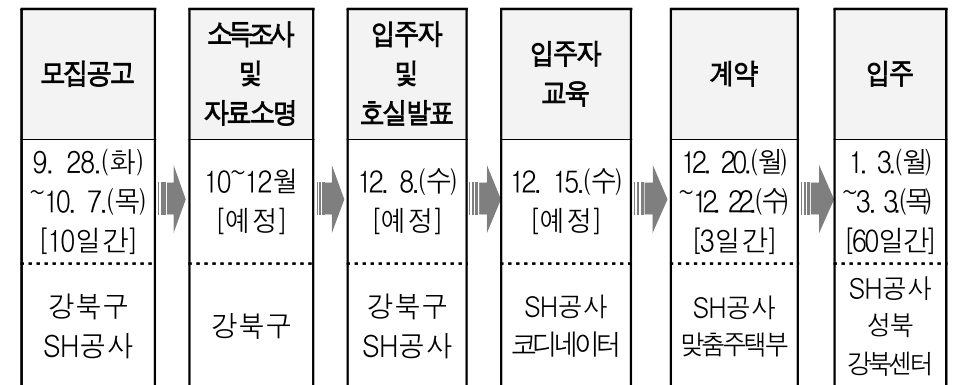 모집공고
9. 28.(화)
~10. 7.(목)
[10일간]
강북구
SH공사
소득조사
및
자료소명
10~12월
[예정]
강북구
입주자
및
호실발표
12. 8.(수)
[예정]
강북구
SH공사
입주자
교육
12. 15.(수)
[예정]
SH공사
코디네이터
계약
12. 20.(월)
~12. 22.(수)
[3일간]
SH공사
맞춤주택부
입주
1. 3.(월)
~3. 3.(목)
[60일간]
SH공사
성북
강북센터